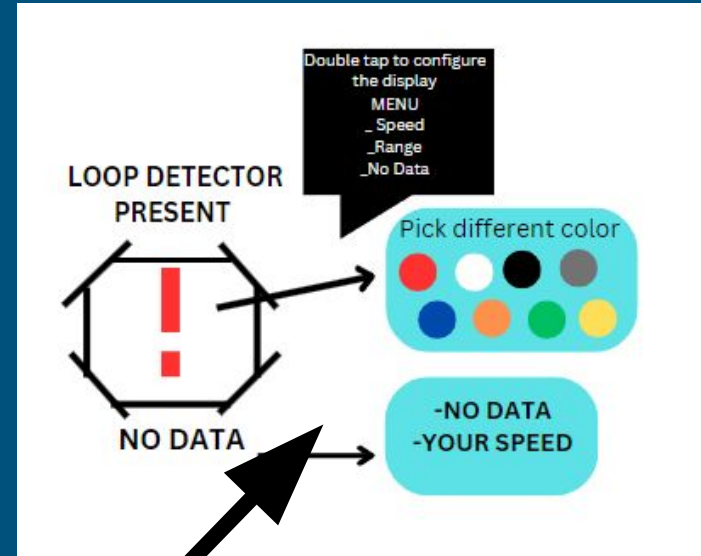 Double tap to configure
the display
MENU
_ Speed
_Range
_No Data
LOOP DETECTOR
PRESENT
Pick different color
!
NO DATA
-NO DATA
-YOUR SPEED